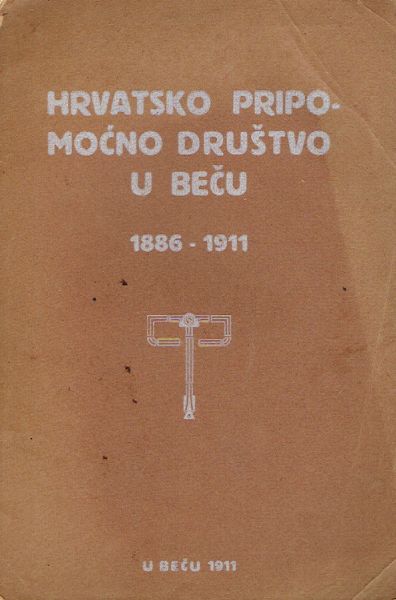 HRVATSKO PRIPO-
MOĆNO DRUŠTVO
U BEČU
1886 - 1911
U BEČU 1911